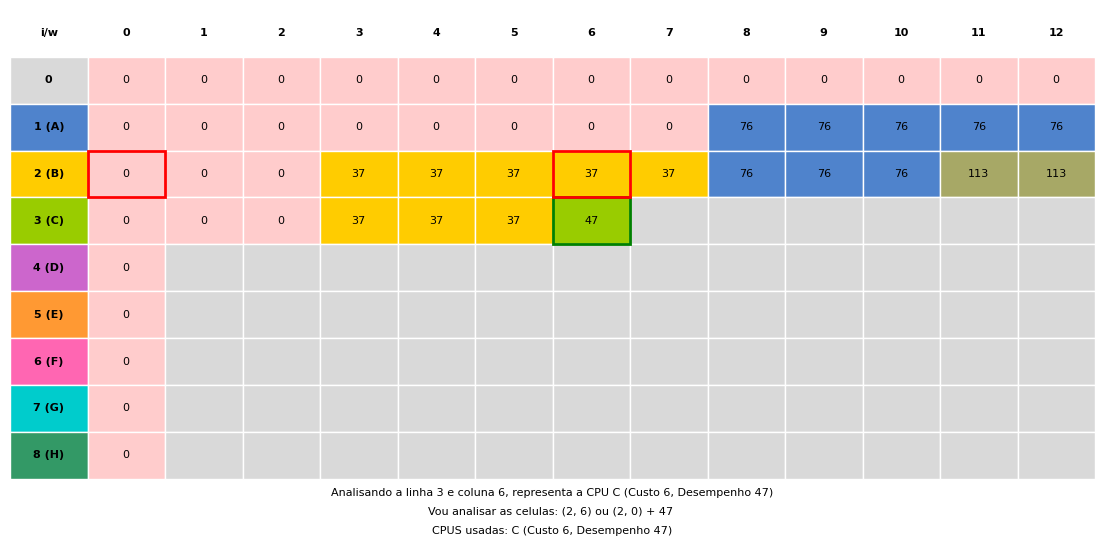 i/w 0 1 2 3 4 5 6 7 8 9 10 11 12
0 0 0 0 0 0 0 0 0 0 0 0 0 0
1 (A) 0 0 0 0 0 0 0 0 76 76 76 76 76
2 (B) 0 0 0 37 37 37 37 37 76 76 76 113 113
3 (C) 0 0 0 37 37 37 47
4 (D) 0
5 (E) 0
6 (F) 0
7 (G) 0
8 (H) 0
Analisando a linha 3 e coluna 6, representa a CPU C (Custo 6, Desempenho 47)
Vou analisar as celulas: (2, 6) ou (2, 0) + 47
CPUS usadas: C (Custo 6, Desempenho 47)